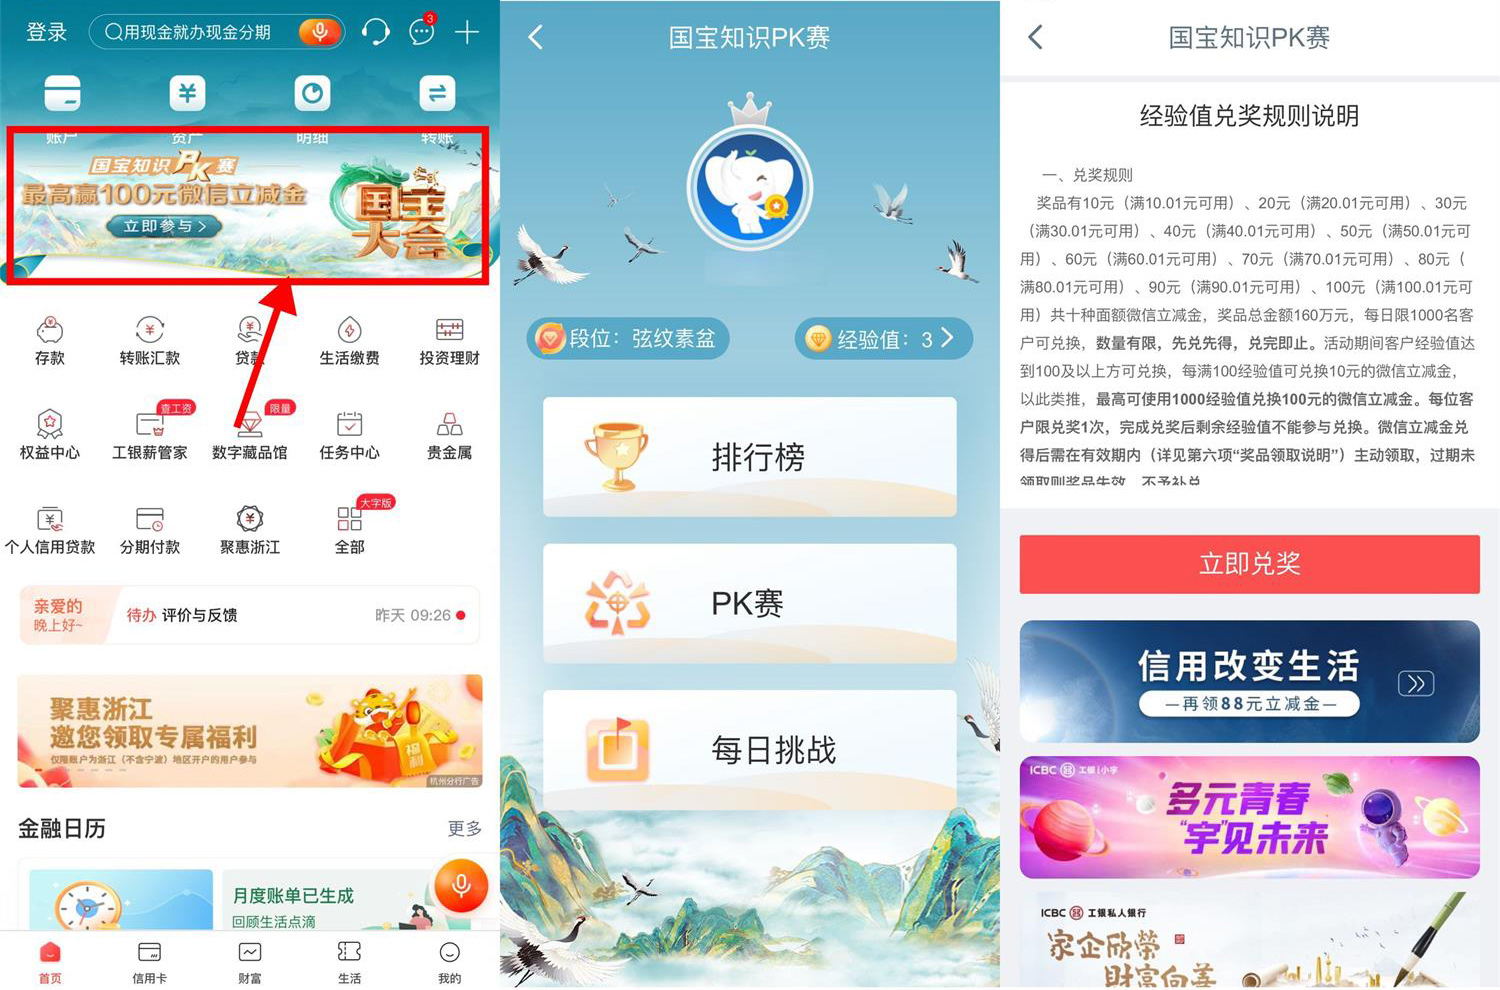 登录
用现金就办现金分期
3
账户
资产
明细
转账
国宝知识PK赛
最高赢100元微信立减金
立即参与>
国宝大会
存款
转账汇款
贷款
生活缴费
投资理财
查工资
限量
权益中心
工银薪管家
数字藏品馆
任务中心
贵金属
大字版
个人信用贷款
分期付款
聚惠浙江
全部
亲爱的
晚上好~
待办 评价与反馈
昨天 09:26
聚惠浙江
邀您领取专属福利
仅限账户为浙江（不含宁波）地区开户的用户参与
福利
杭州分行广告
金融日历
更多
月度账单已生成
回顾生活点滴
首页
信用卡
财富
生活
我的
国宝知识PK赛
段位：弦纹素盆
经验值：3
排行榜
PK赛
每日挑战
国宝知识PK赛
经验值兑奖规则说明
一、兑奖规则
奖品有10元（满10.01元可用）、20元（满20.01元可用）、30元
（满30.01元可用）、40元（满40.01元可用）、50元（满50.01元可
用）、60元（满60.01元可用）、70元（满70.01元可用）、80元（
满80.01元可用）、90元（满90.01元可用）、100元（满100.01元可
用）共十种面额微信立减金，奖品总金额160万元，每日限1000名客
户可兑换，数量有限，先兑先得，兑完即止。活动期间客户经验值达
到100及以上方可兑换，每满100经验值可兑换10元的微信立减金，
以此类推，最高可使用1000经验值兑换100元的微信立减金。每位客
户限兑奖1次，完成兑奖后剩余经验值不能参与兑换。微信立减金兑
得后需在有效期内（详见第六项“奖品领取说明”）主动领取，过期未
领取则奖品失效，不予补兑
立即兑奖
信用改变生活
再领88元立减金
ICBC 工银 小宇
多元青春
“宇”见未来
ICBC 工银私人银行
家企欣荣
财富向善